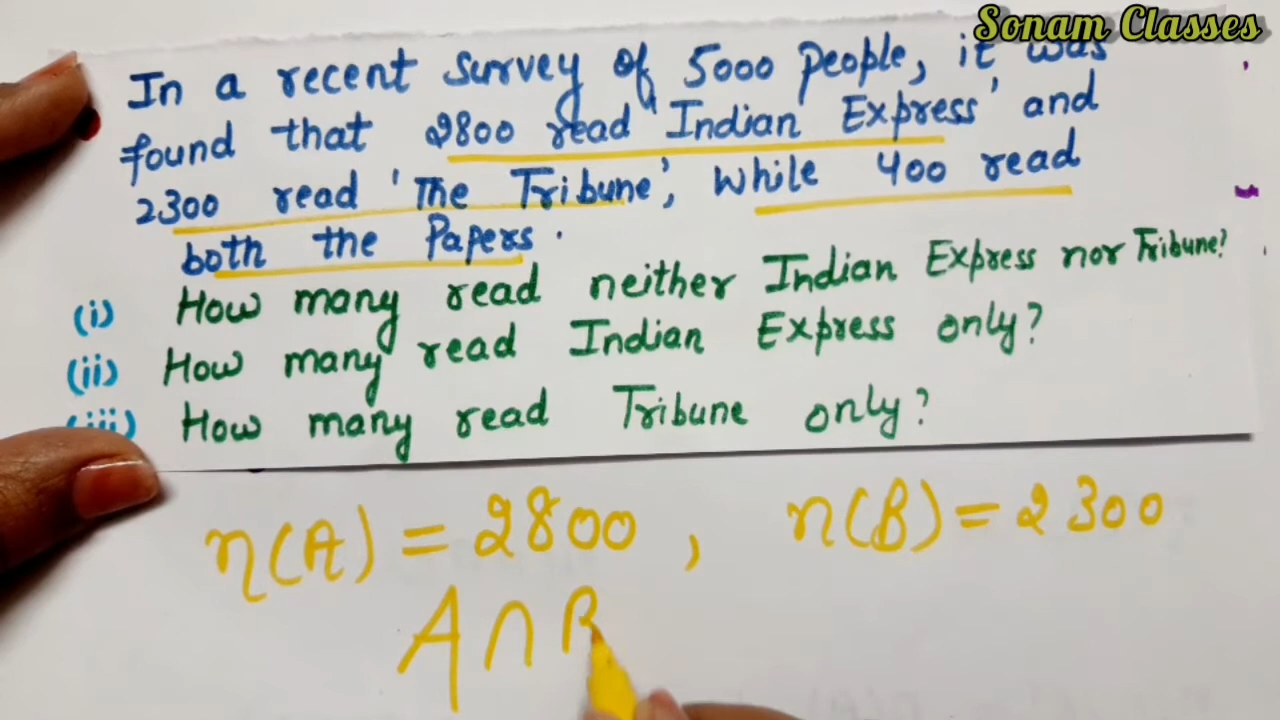 Sonam Classes
In a recent survey of 5000 people, it was
found that 2800 read 'Indian Express' and
2300 read 'The Tribune', while 400 read
both the Papers.
(i) How many read neither Indian Express nor Tribune?
(ii) How many read Indian Express only?
(iii) How many read Tribune only?
n(A) = 2800, n(B) = 2300
A ∩ B